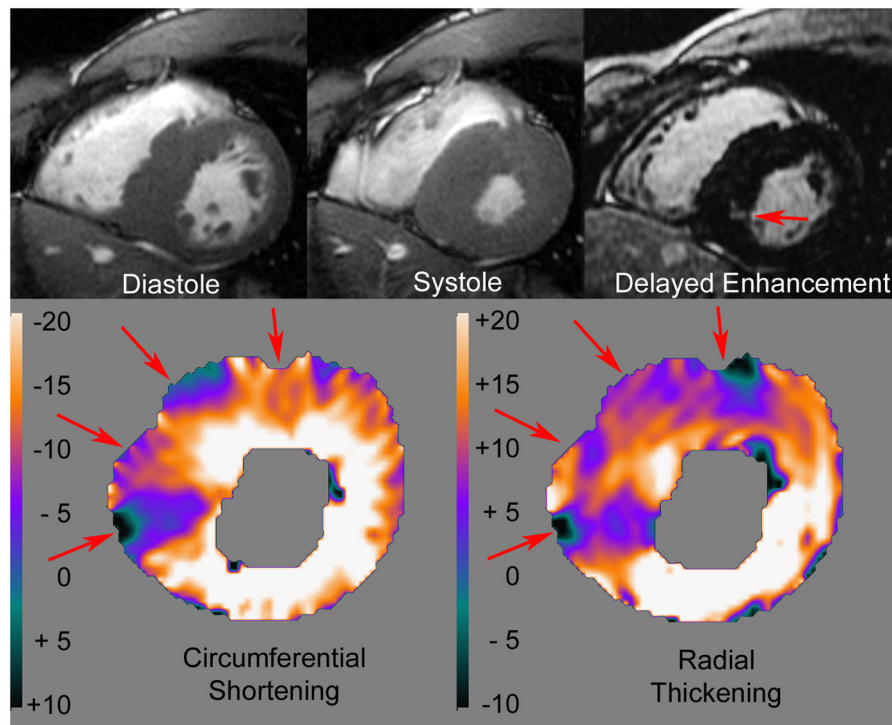 Diastole
Systole
Delayed Enhancement
-20
-15
-10
- 5
0
+ 5
+10
Circumferential
Shortening
+20
+15
+10
+ 5
0
- 5
-10
Radial
Thickening